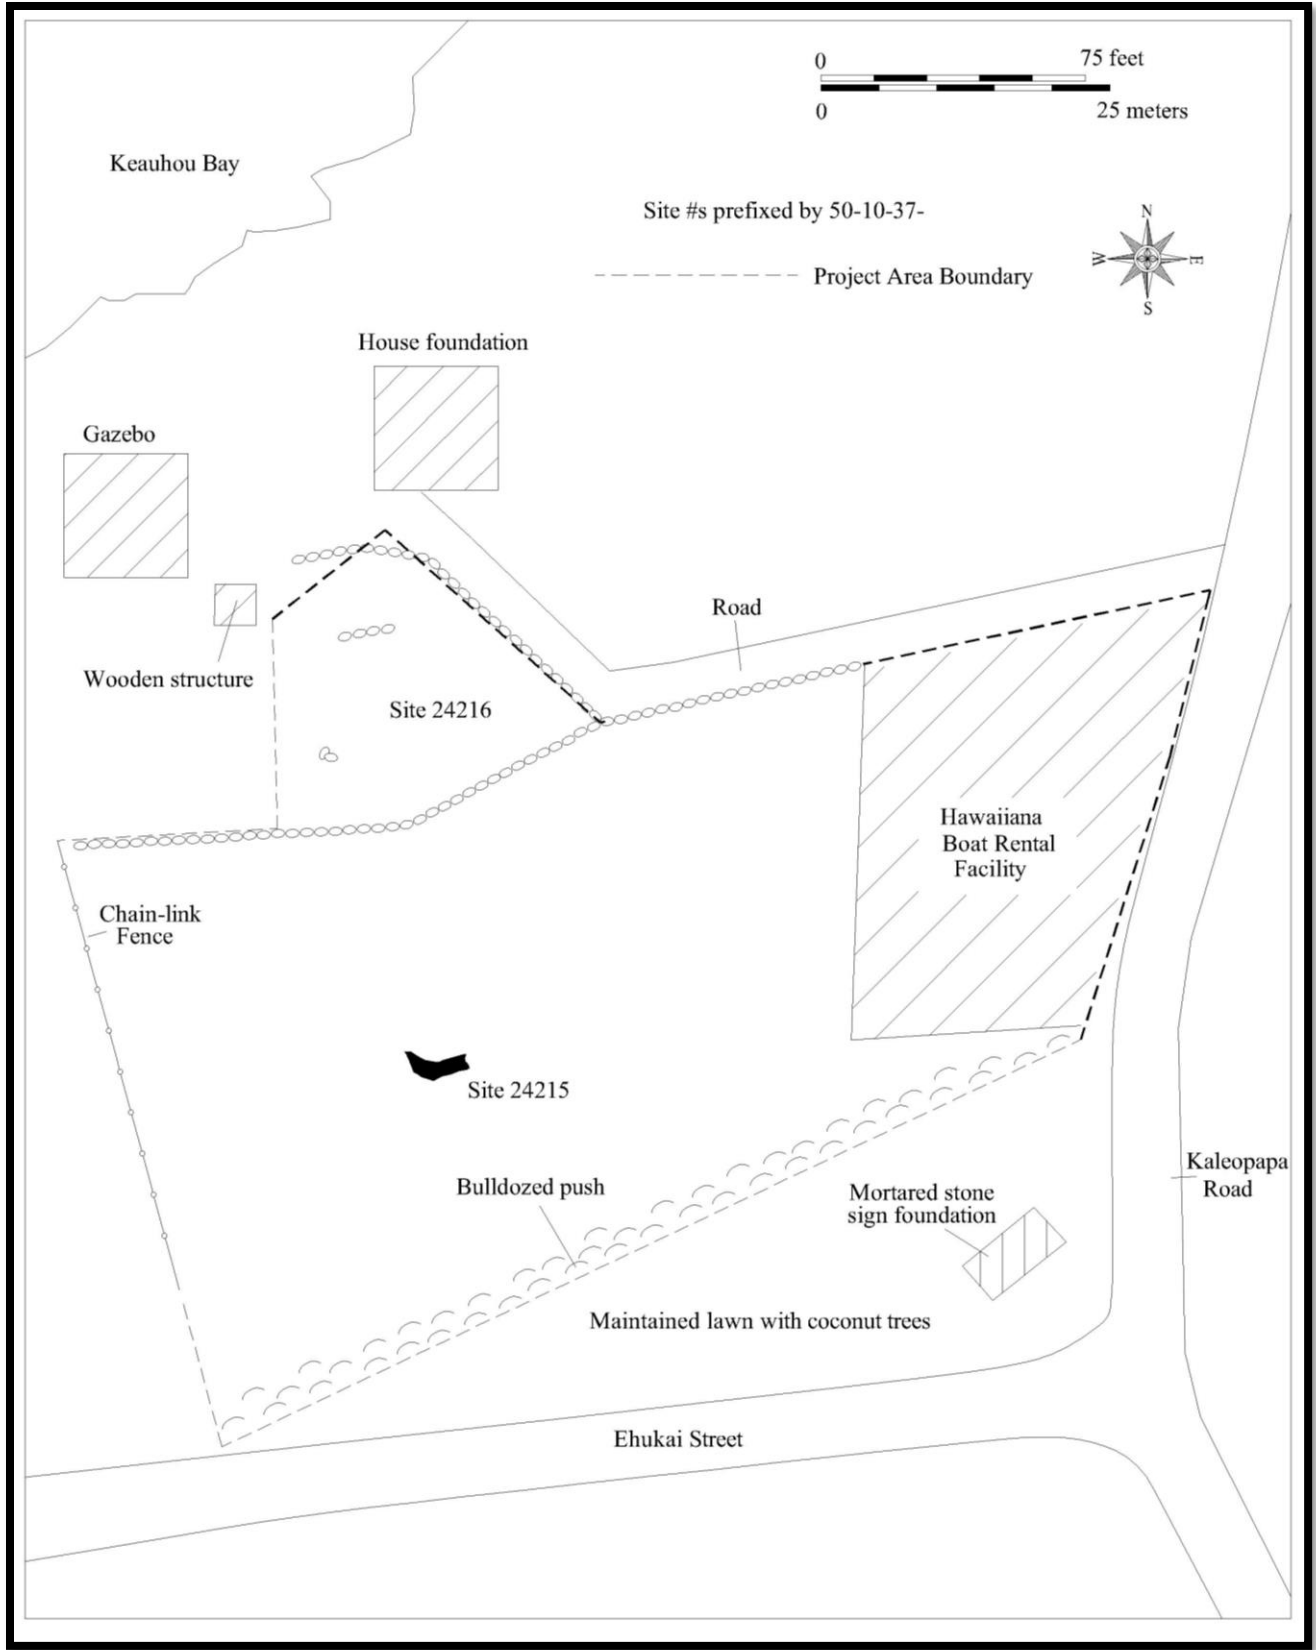 0 75 feet
0 25 meters
Keauhou Bay
Site #s prefixed by 50-10-37-
N
W E
S
Project Area Boundary
House foundation
Gazebo
Road
Wooden structure
Site 24216
Hawaiiana
Boat Rental
Facility
Chain-link
Fence
Site 24215
Kaleopapa
Road
Bulldozed push
Mortared stone
sign foundation
Maintained lawn with coconut trees
Ehukai Street